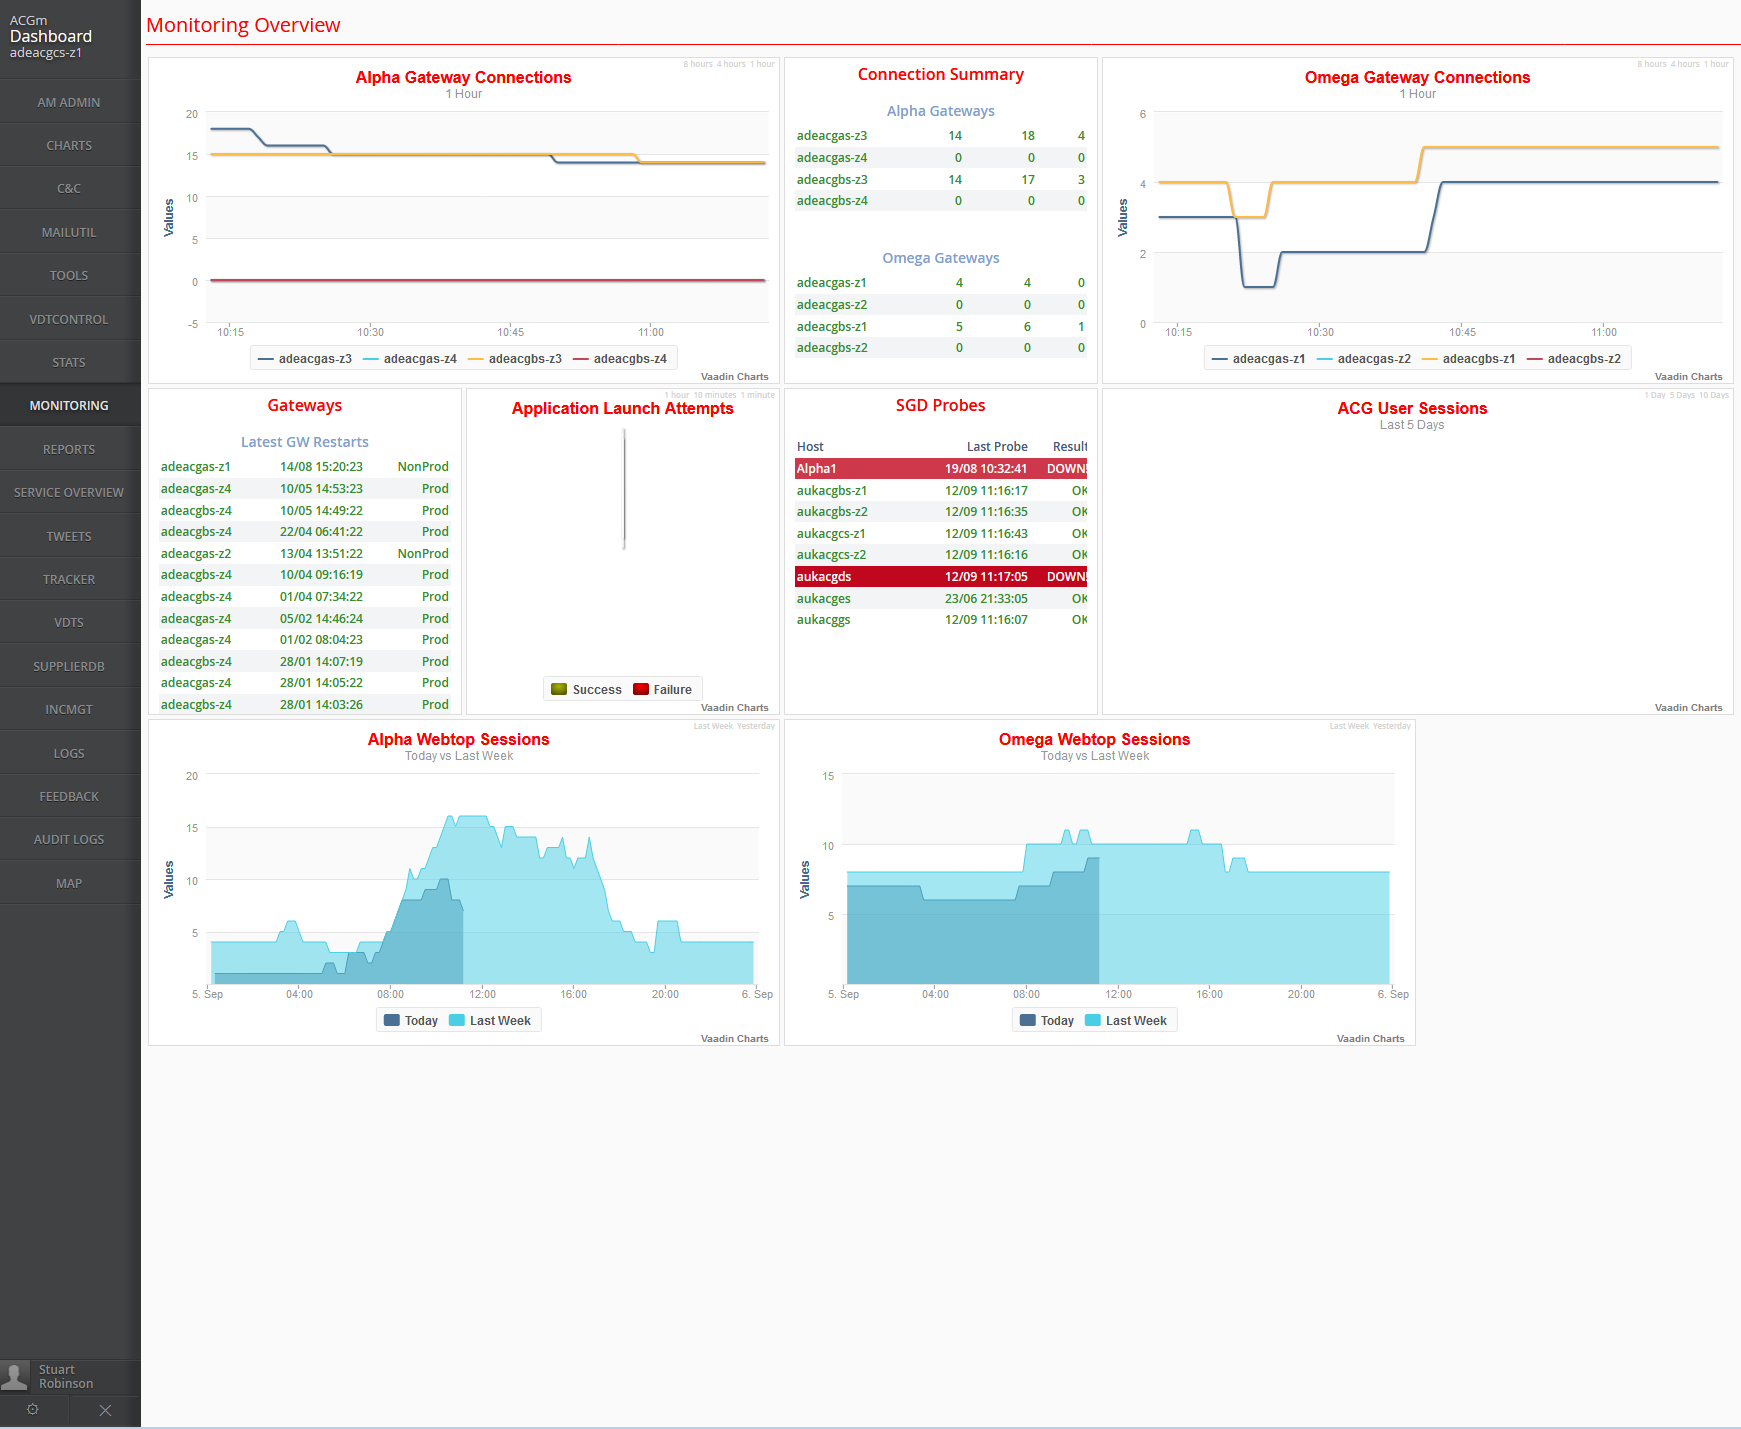 ACGm
Dashboard
adeacgcs-z1
AM ADMIN
CHARTS
C&C
MAILUTIL
TOOLS
VDTCONTROL
STATS
MONITORING
REPORTS
SERVICE OVERVIEW
TWEETS
TRACKER
VDTS
SUPPLIERDB
INCMGT
LOGS
FEEDBACK
AUDIT LOGS
MAP
Stuart
Robinson
Monitoring Overview
8 hours 4 hours 1 hour
Alpha Gateway Connections
1 Hour
Values
20
15
10
5
0
-5
10:15 10:30 10:45 11:00
adeacgas-z3 adeacgas-z4 adeacgbs-z3 adeacgbs-z4
Vaadin Charts
Connection Summary
Alpha Gateways
adeacgas-z3 14 18 4
adeacgas-z4 0 0 0
adeacgbs-z3 14 17 3
adeacgbs-z4 0 0 0
Omega Gateways
adeacgas-z1 4 4 0
adeacgas-z2 0 0 0
adeacgbs-z1 5 6 1
adeacgbs-z2 0 0 0
8 hours 4 hours 1 hour
Omega Gateway Connections
1 Hour
Values
6
4
2
0
10:15 10:30 10:45 11:00
adeacgas-z1 adeacgas-z2 adeacgbs-z1 adeacgbs-z2
Vaadin Charts
Gateways
Latest GW Restarts
adeacgas-z1 14/08 15:20:23 NonProd
adeacgas-z4 10/05 14:53:23 Prod
adeacgbs-z4 10/05 14:49:22 Prod
adeacgbs-z4 22/04 06:41:22 Prod
adeacgas-z2 13/04 13:51:22 NonProd
adeacgbs-z4 10/04 09:16:19 Prod
adeacgbs-z4 01/04 07:34:22 Prod
adeacgas-z4 05/02 14:46:24 Prod
adeacgas-z4 01/02 08:04:23 Prod
adeacgbs-z4 28/01 14:07:19 Prod
adeacgas-z4 28/01 14:05:22 Prod
adeacgbs-z4 28/01 14:03:26 Prod
1 hour 10 minutes 1 minute
Application Launch Attempts
Success Failure
Vaadin Charts
SGD Probes
Host Last Probe Result
Alpha1 19/08 10:32:41 DOWN!
aukacgbs-z1 12/09 11:16:17 OK
aukacgbs-z2 12/09 11:16:35 OK
aukacgcs-z1 12/09 11:16:43 OK
aukacgcs-z2 12/09 11:16:16 OK
aukacgds 12/09 11:17:05 DOWN!
aukacges 23/06 21:33:05 OK
aukacggs 12/09 11:16:07 OK
1 Day 5 Days 10 Days
ACG User Sessions
Last 5 Days
Vaadin Charts
Last Week Yesterday
Alpha Webtop Sessions
Today vs Last Week
Values
20
15
10
5
5. Sep 04:00 08:00 12:00 16:00 20:00 6. Sep
Today Last Week
Vaadin Charts
Last Week Yesterday
Omega Webtop Sessions
Today vs Last Week
Values
15
10
5
5. Sep 04:00 08:00 12:00 16:00 20:00 6. Sep
Today Last Week
Vaadin Charts